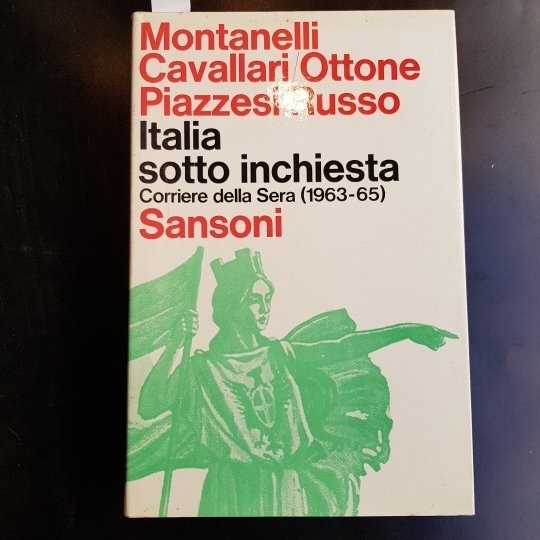 Montanelli
Cavallari/Ottone
Piazzesi/Russo
Italia
sotto inchiesta
Corriere della Sera (1963-65)
Sansoni